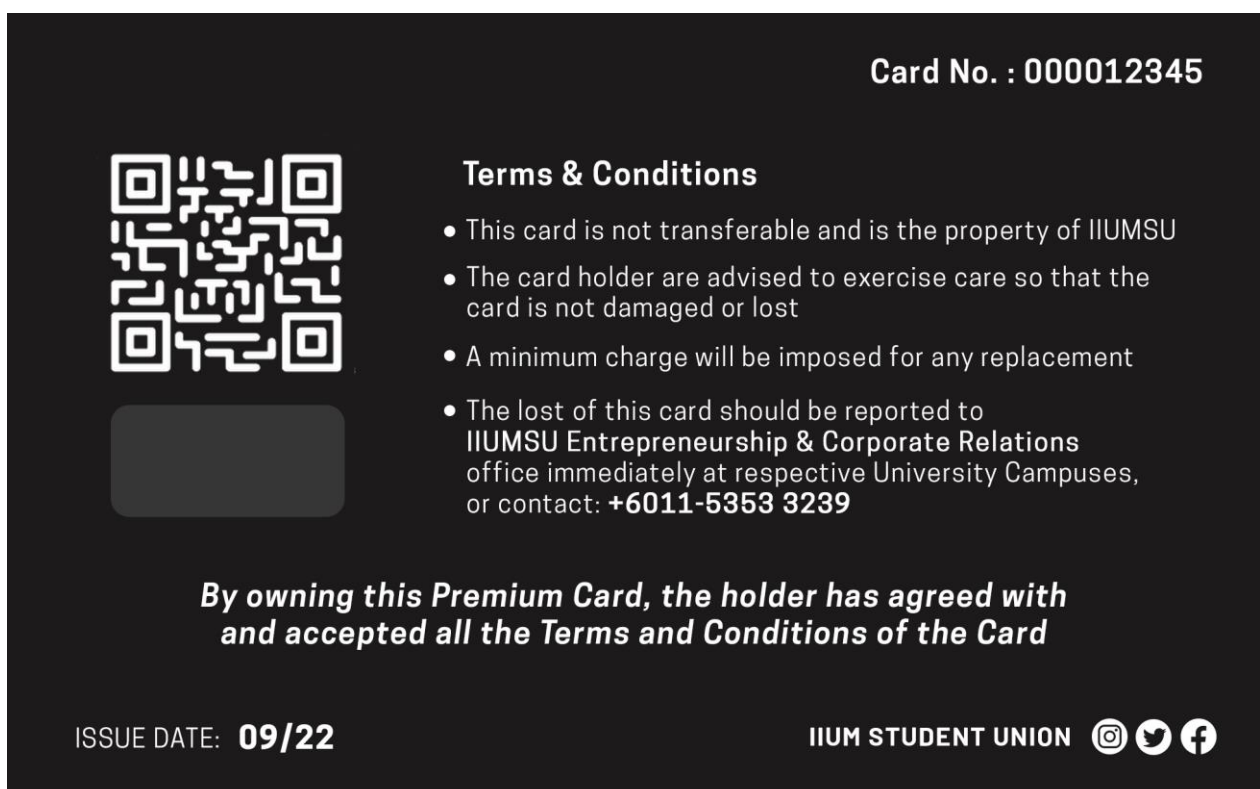 Card No. : 000012345
Terms & Conditions
• This card is not transferable and is the property of IIUMSU
• The card holder are advised to exercise care so that the
card is not damaged or lost
• A minimum charge will be imposed for any replacement
• The lost of this card should be reported to
IIUMSU Entrepreneurship & Corporate Relations
office immediately at respective University Campuses,
or contact: +6011-5353 3239
By owning this Premium Card, the holder has agreed with
and accepted all the Terms and Conditions of the Card
ISSUE DATE: 09/22
IIUM STUDENT UNION